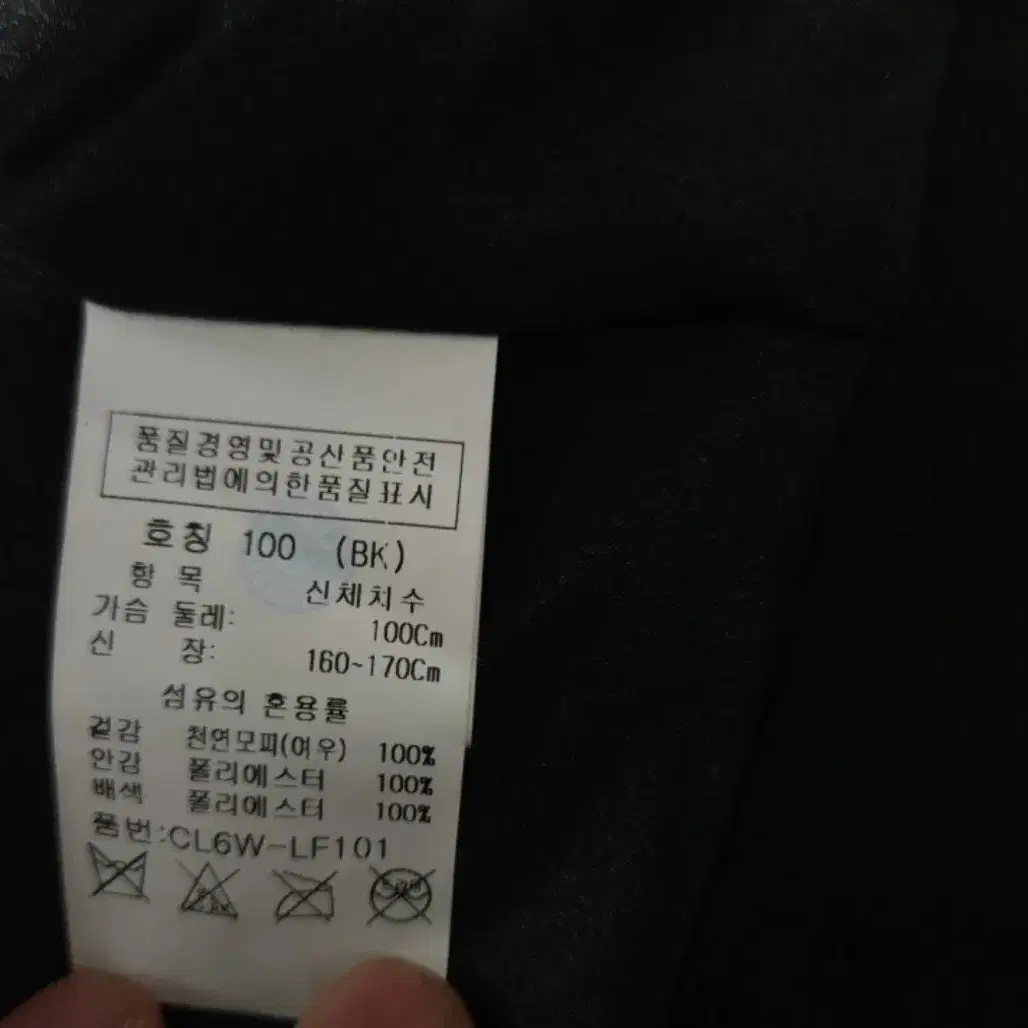 품질경영및공산품안전
관리법에의한품질표시
호칭 100 (BK)
항 목 신체치수
가슴 둘레: 100Cm
신 장: 160~170Cm
섬유의 혼용률
겉감 천연모피(여우) 100%
안감 폴리에스터 100%
배색 폴리에스터 100%
품번:CL6W-LF101